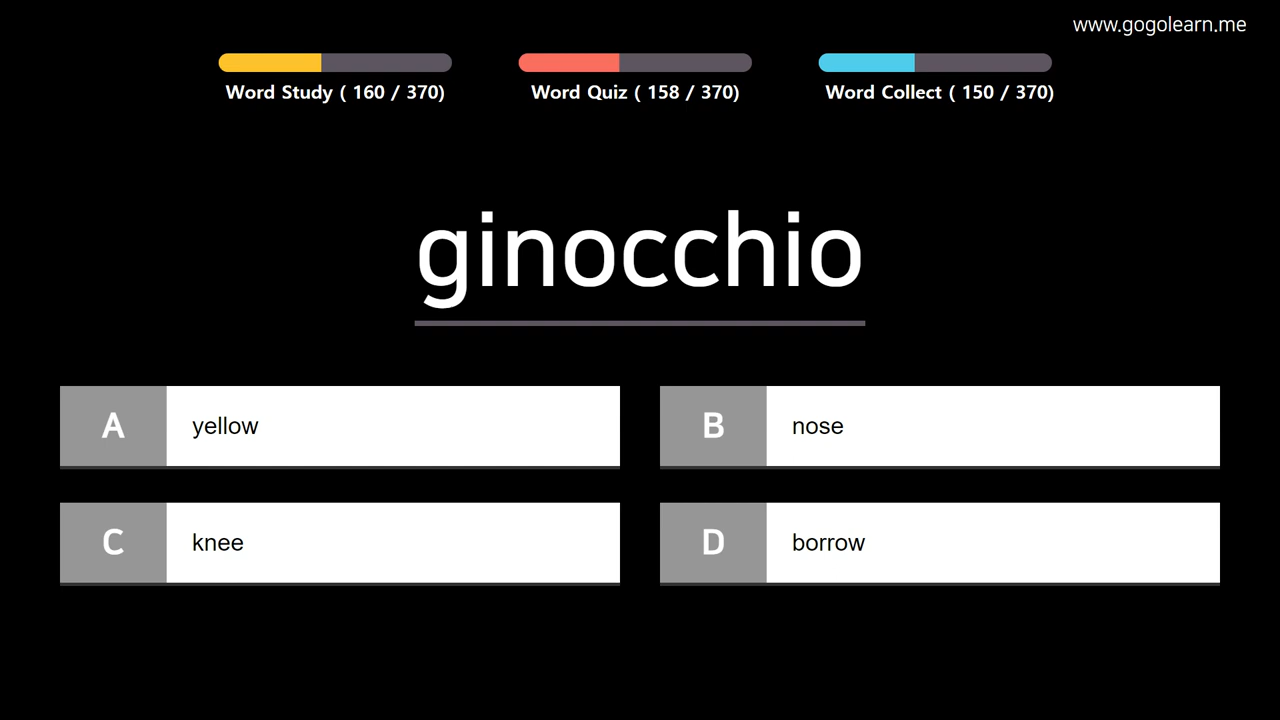 www.gogolearn.me
Word Study ( 160 / 370)
Word Quiz ( 158 / 370)
Word Collect ( 150 / 370)
ginocchio
A yellow
B nose
C knee
D borrow